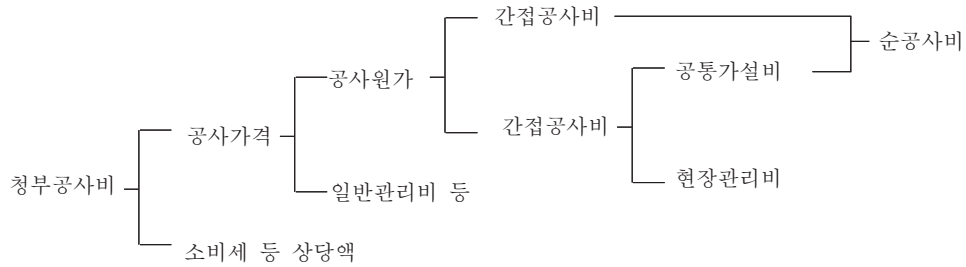 간접공사비
순공사비
공사원가
공통가설비
공사가격
간접공사비
청부공사비
일반관리비 등
현장관리비
소비세 등 상당액